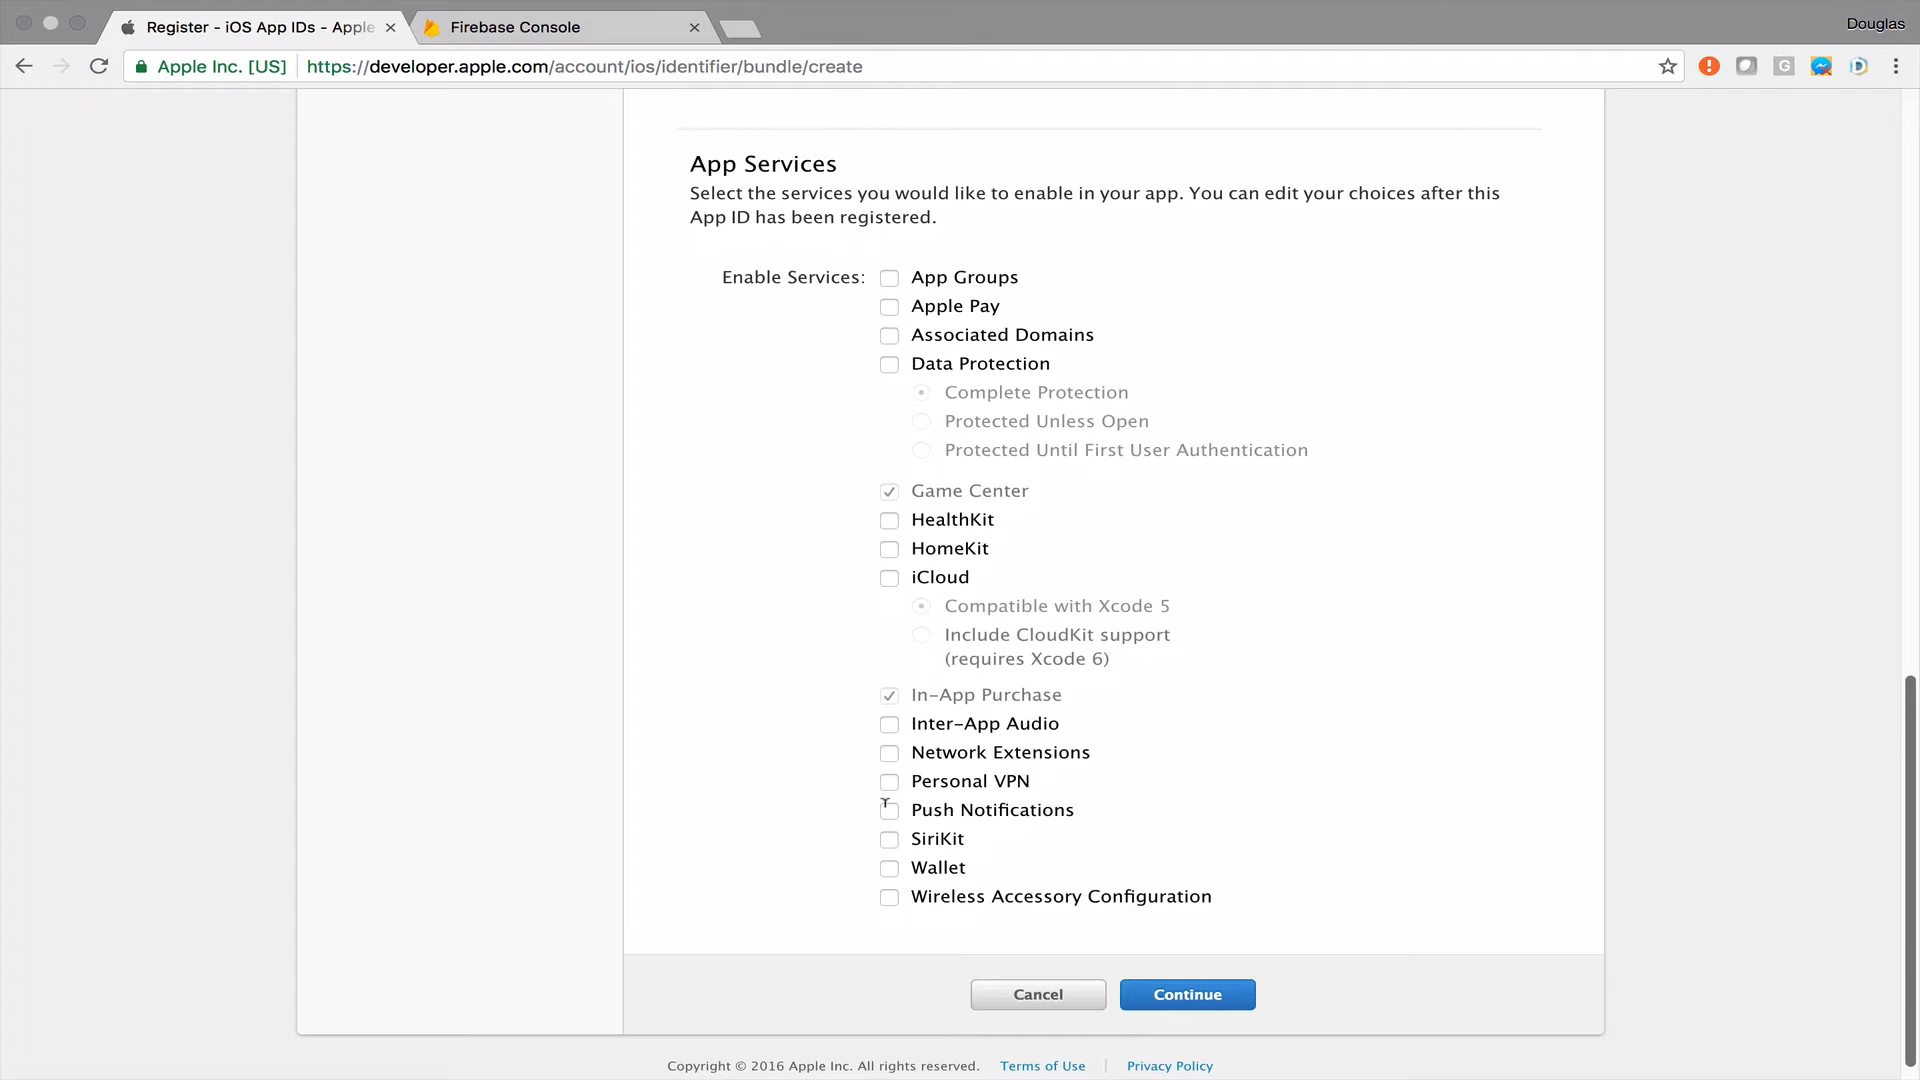 Register - iOS App IDs - Apple
Firebase Console
Douglas
Apple Inc. [US]
https://developer.apple.com/account/ios/identifier/bundle/create
G
App Services
Select the services you would like to enable in your app. You can edit your choices after this
App ID has been registered.
Enable Services:
App Groups
Apple Pay
Associated Domains
Data Protection
Complete Protection
Protected Unless Open
Protected Until First User Authentication
Game Center
HealthKit
HomeKit
iCloud
Compatible with Xcode 5
Include CloudKit support
(requires Xcode 6)
In-App Purchase
Inter-App Audio
Network Extensions
Personal VPN
Push Notifications
SiriKit
Wallet
Wireless Accessory Configuration
Cancel
Continue
Copyright © 2016 Apple Inc. All rights reserved.
Terms of Use
Privacy Policy